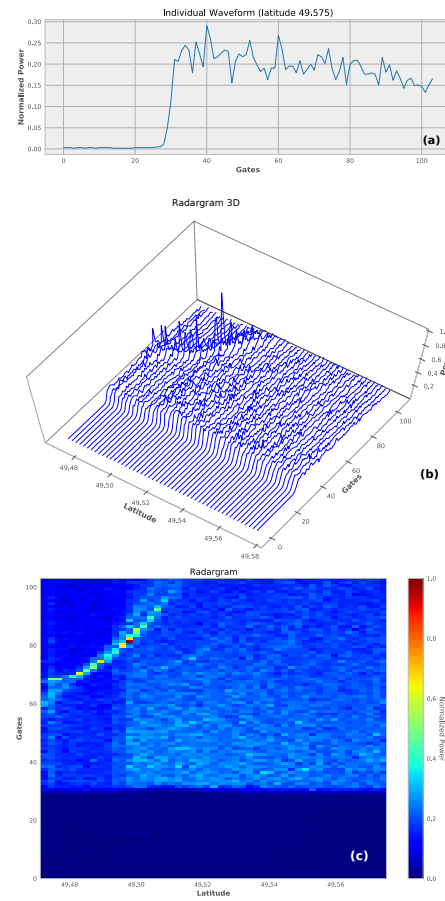 Individual Waveform (latitude 49.575)
Normalized Power
0.30
0.25
0.20
0.15
0.10
0.05
0.00
0 20 40 60 80 100
Gates
(a)
Radargram 3D
0.8
0.6
0.4
0.2
100
80
60
40
20
0
Gates
49.48
49.50
49.52
49.54
49.56
49.58
Latitude
(b)
Radargram
100
80
60
40
20
0
Gates
49.48 49.50 49.52 49.54 49.56
Latitude
(c)
1.0
0.8
0.6
0.4
0.2
0.0
Normalized Power